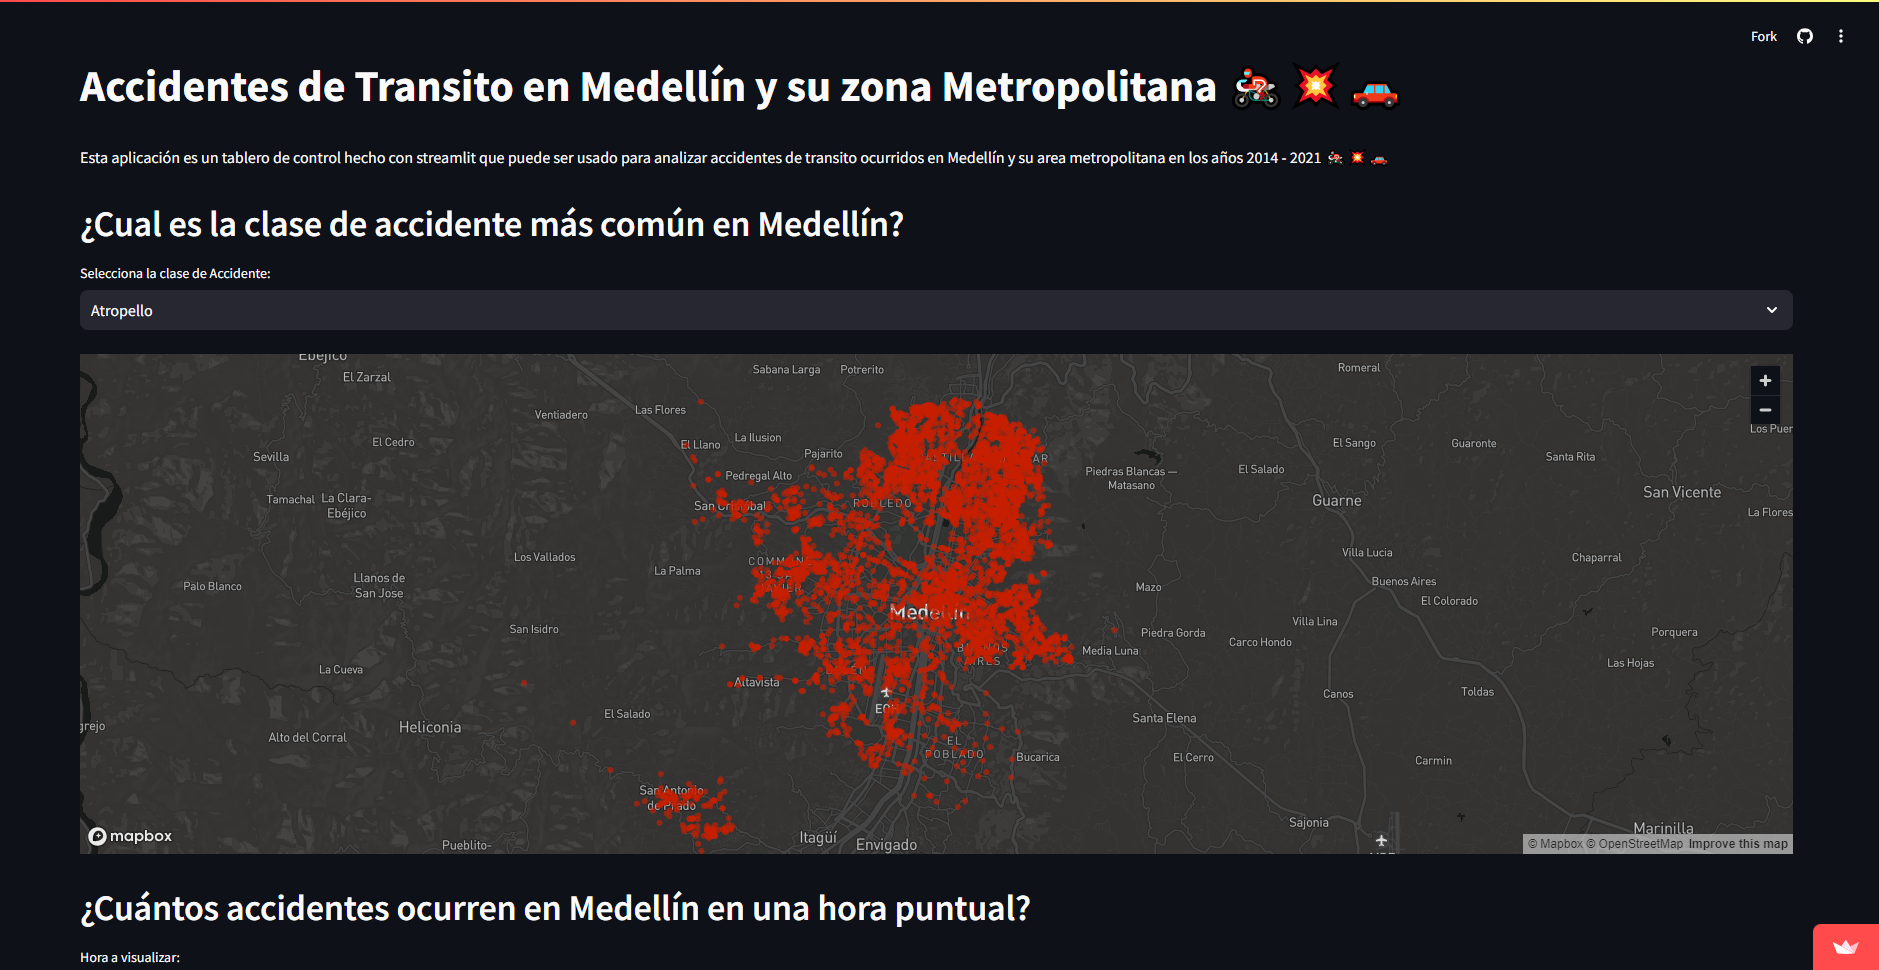 Fork
Accidentes de Transito en Medellín y su zona Metropolitana
Esta aplicación es un tablero de control hecho con streamlit que puede ser usado para analizar accidentes de transito ocurridos en Medellín y su area metropolitana en los años 2014 - 2021
¿Cual es la clase de accidente más común en Medellín?
Selecciona la clase de Accidente:
Atropello
Ebéjico
Sabana Larga
Potrerito
Romeral
El Zarzal
+
−
Ventiadero
Las Flores
Los Puer
El Cedro
El Llano
La Ilusion
El Sango
Guaronte
Sevilla
Pajarito
Santa Rita
Pedregal Alto
Piedras Blancas —
Matasano
El Salado
Tamachal
La Clara-
Ebéjico
San Cristóbal
ROBLEDO
Guarne
San Vicente
La Flores
Los Vallados
Villa Lucia
Chaparral
La Palma
Palo Blanco
Llanos de
San Jose
Mazo
Buenos Aires
El Colorado
Medellín
San Isidro
Villa Lina
Piedra Gorda
Carco Hondo
Porquera
BUENOS
AIRES
Media Luna
Las Hojas
La Cueva
Altavista
Canos
Toldas
El Salado
Santa Elena
grejo
Heliconia
Alto del Corral
EL
POBLADO
Bucarica
El Cerro
Carmin
San Antonio
de Prado
Sajonia
Marinilla
mapbox
Itagüí
Envigado
Pueblito-
© Mapbox © OpenStreetMap Improve this map
¿Cuántos accidentes ocurren en Medellín en una hora puntual?
Hora a visualizar: